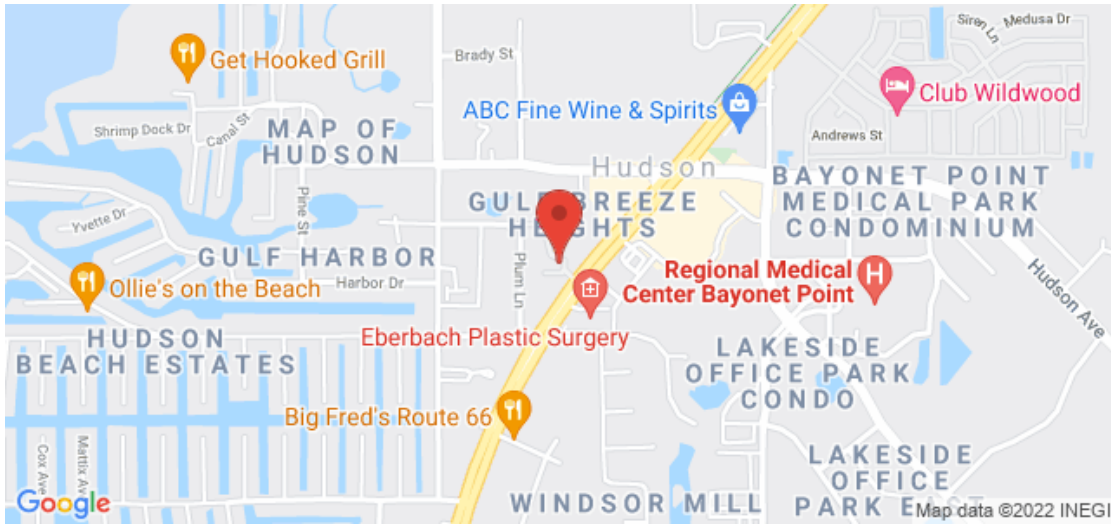 Siren Ln
Medusa Dr
Brady St
Get Hooked Grill
Club Wildwood
ABC Fine Wine & Spirits
Shrimp Dock Dr
Canal St
MAP OF
HUDSON
Andrews St
Hudson
BAYONET POINT
MEDICAL PARK
CONDOMINIUM
GULF BREEZE
HEIGHTS
Pine St
Yvette Dr
GULF HARBOR
Plum Ln
Harbor Dr
Ollie's on the Beach
Regional Medical
Center Bayonet Point
H
Hudson Ave
Eberbach Plastic Surgery
HUDSON
BEACH ESTATES
LAKESIDE
OFFICE PARK
CONDO
Big Fred's Route 66
Cox Ave
Mattix Av
LAKESIDE
OFFICE
PARK EAST
WINDSOR MILL
Google
Map data ©2022 INEGI